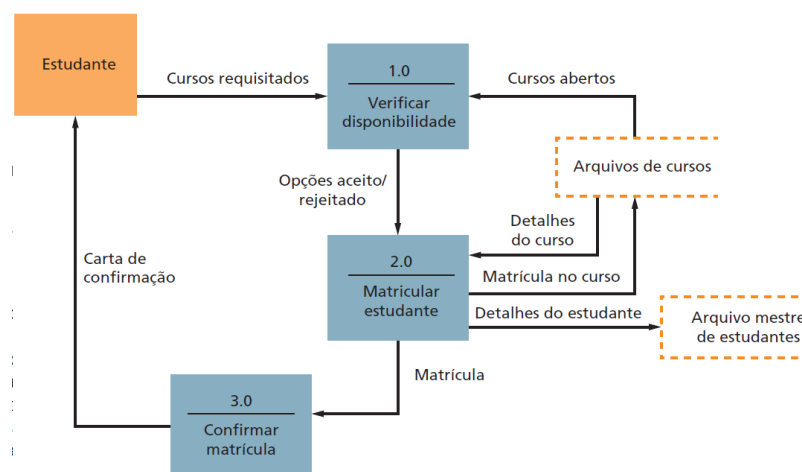 Estudante
Cursos requisitados
1.0
Verificar
disponibilidade
Cursos abertos
Arquivos de cursos
Opções aceito/
rejeitado
Detalhes
do curso
Carta de
confirmação
2.0
Matricular
estudante
Matrícula no curso
Detalhes do estudante
Arquivo mestre
de estudantes
Matrícula
3.0
Confirmar
matrícula